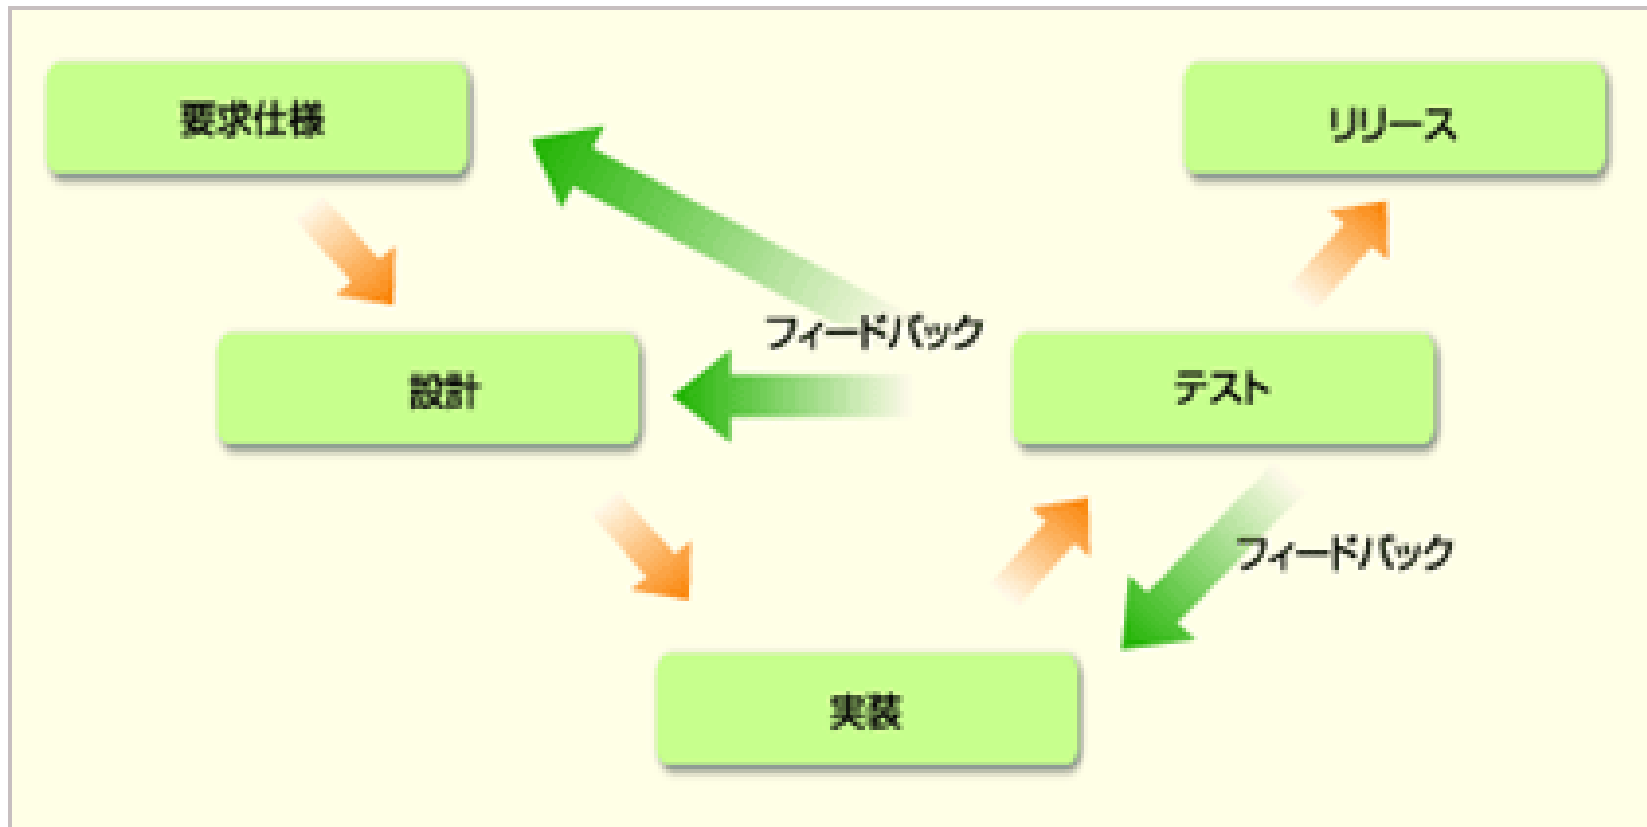 要求仕様
リリース
フィードバック
設計
テスト
フィードバック
実装